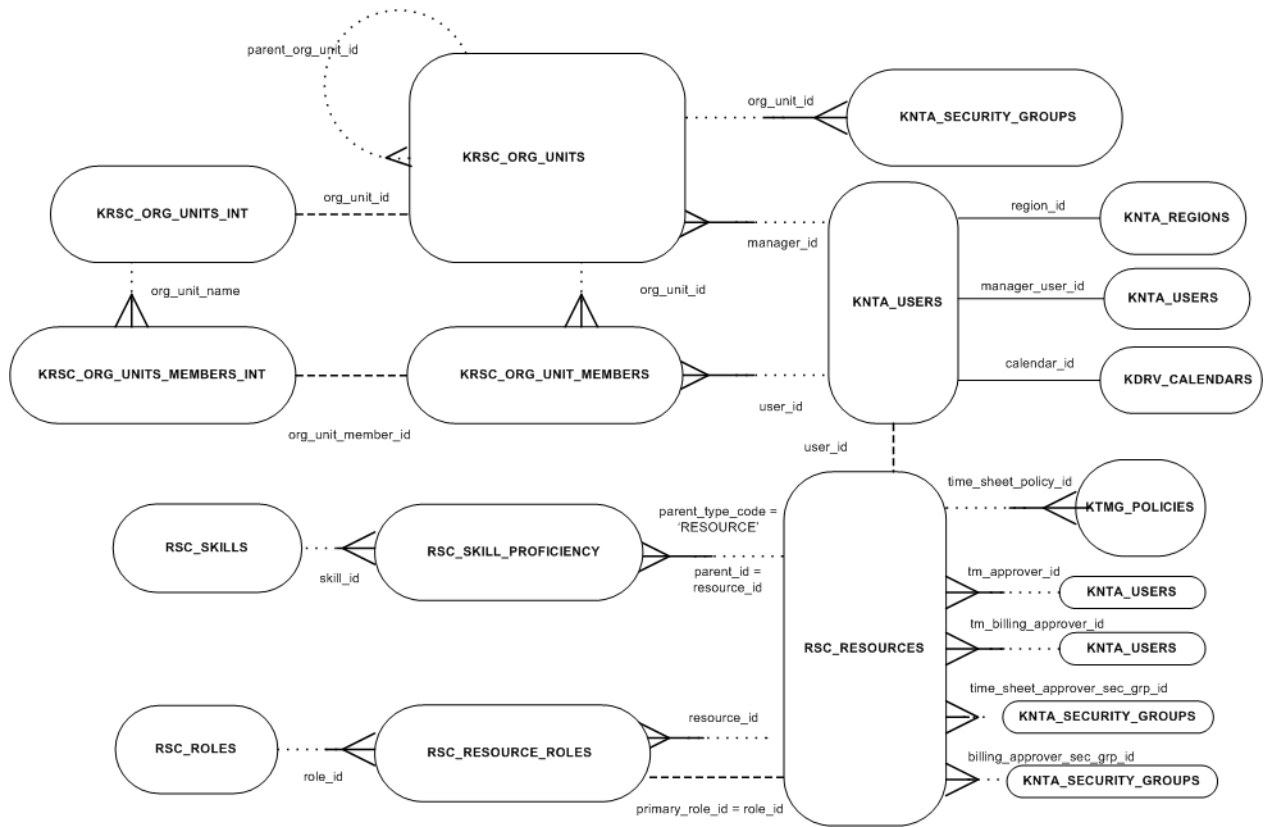 parent_org_unit_id
org_unit_id
KNTA_SECURITY_GROUPS
KRSC_ORG_UNITS
org_unit_id
KRSC_ORG_UNITS_INT
region_id
KNTA_REGIONS
manager_id
org_unit_name
org_unit_id
KNTA_USERS
manager_user_id
KNTA_USERS
KRSC_ORG_UNITS_MEMBERS_INT
KRSC_ORG_UNIT_MEMBERS
calendar_id
KDRV_CALENDARS
user_id
org_unit_member_id
user_id
time_sheet_policy_id
KTMG_POLICIES
parent_type_code =
'RESOURCE'
RSC_SKILLS
RSC_SKILL_PROFICIENCY
skill_id
parent_id =
resource_id
tm_approver_id
KNTA_USERS
tm_billing_approver_id
KNTA_USERS
RSC_RESOURCES
time_sheet_approver_sec_grp_id
KNTA_SECURITY_GROUPS
resource_id
RSC_ROLES
RSC_RESOURCE_ROLES
role_id
billing_approver_sec_grp_id
KNTA_SECURITY_GROUPS
primary_role_id = role_id